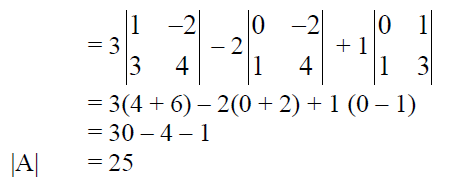 = 3 |1 –2| – 2 |0 –2| + 1 |0 1|
|3 4| |1 4| |1 3|
= 3(4 + 6) – 2(0 + 2) + 1 (0 – 1)
= 30 – 4 – 1
|A| = 25